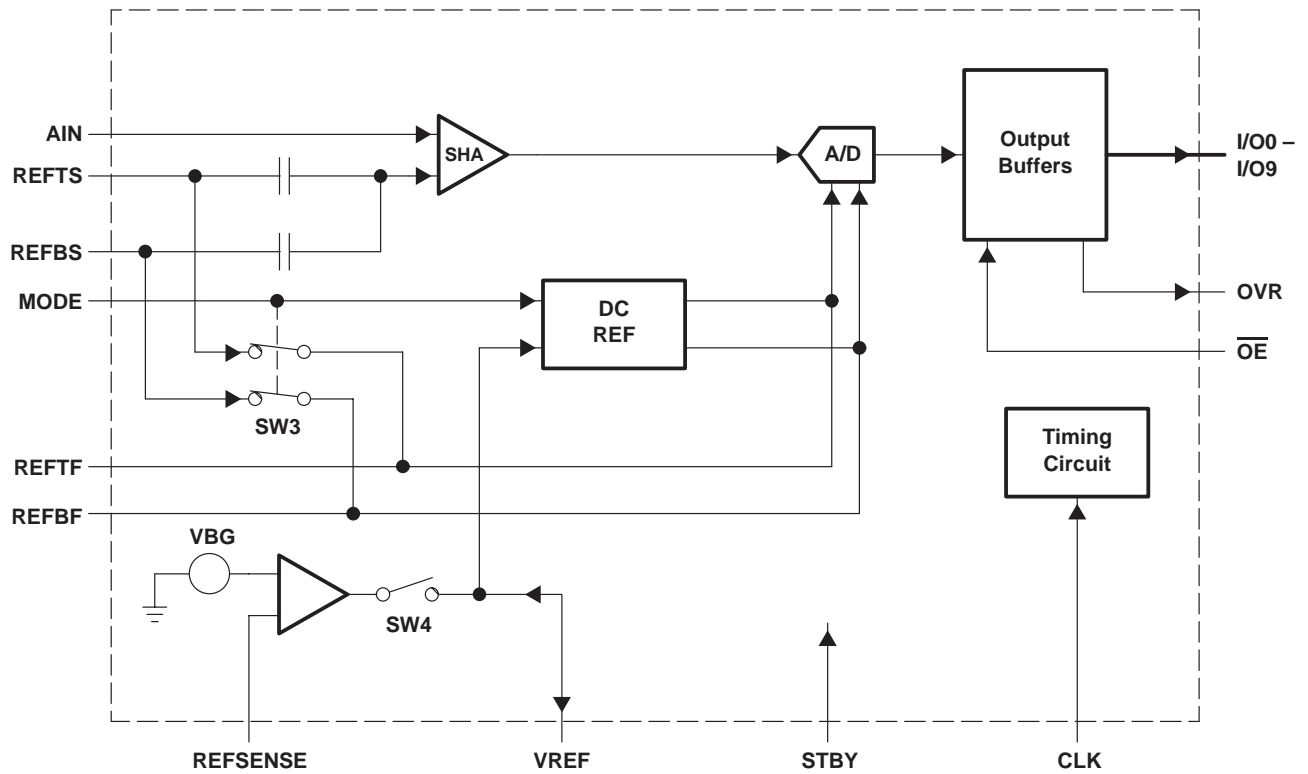 AIN
REFTS
REFBS
MODE
SHA
A/D
Output
Buffers
I/O0 –
I/O9
DC
REF
OVR
OE
SW3
Timing
Circuit
REFTF
REFBF
VBG
SW4
REFSENSE
VREF
STBY
CLK